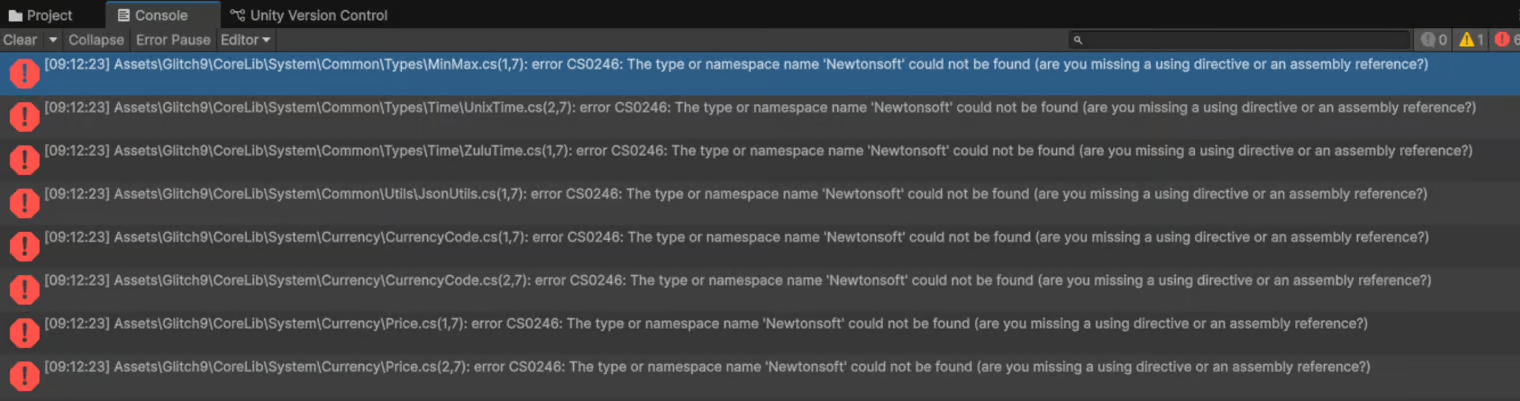 Project Console Unity Version Control
Clear Collapse Error Pause Editor 0 1 6
[09:12:23] Assets\Glitch9\CoreLib\System\Common\Types\MinMax.cs(1,7): error CS0246: The type or namespace name 'Newtonsoft' could not be found (are you missing a using directive or an assembly reference?)
[09:12:23] Assets\Glitch9\CoreLib\System\Common\Types\Time\UnixTime.cs(2,7): error CS0246: The type or namespace name 'Newtonsoft' could not be found (are you missing a using directive or an assembly reference?)
[09:12:23] Assets\Glitch9\CoreLib\System\Common\Types\Time\ZuluTime.cs(1,7): error CS0246: The type or namespace name 'Newtonsoft' could not be found (are you missing a using directive or an assembly reference?)
[09:12:23] Assets\Glitch9\CoreLib\System\Common\Utils\JsonUtils.cs(1,7): error CS0246: The type or namespace name 'Newtonsoft' could not be found (are you missing a using directive or an assembly reference?)
[09:12:23] Assets\Glitch9\CoreLib\System\Currency\CurrencyCode.cs(1,7): error CS0246: The type or namespace name 'Newtonsoft' could not be found (are you missing a using directive or an assembly reference?)
[09:12:23] Assets\Glitch9\CoreLib\System\Currency\CurrencyCode.cs(2,7): error CS0246: The type or namespace name 'Newtonsoft' could not be found (are you missing a using directive or an assembly reference?)
[09:12:23] Assets\Glitch9\CoreLib\System\Currency\Price.cs(1,7): error CS0246: The type or namespace name 'Newtonsoft' could not be found (are you missing a using directive or an assembly reference?)
[09:12:23] Assets\Glitch9\CoreLib\System\Currency\Price.cs(2,7): error CS0246: The type or namespace name 'Newtonsoft' could not be found (are you missing a using directive or an assembly reference?)